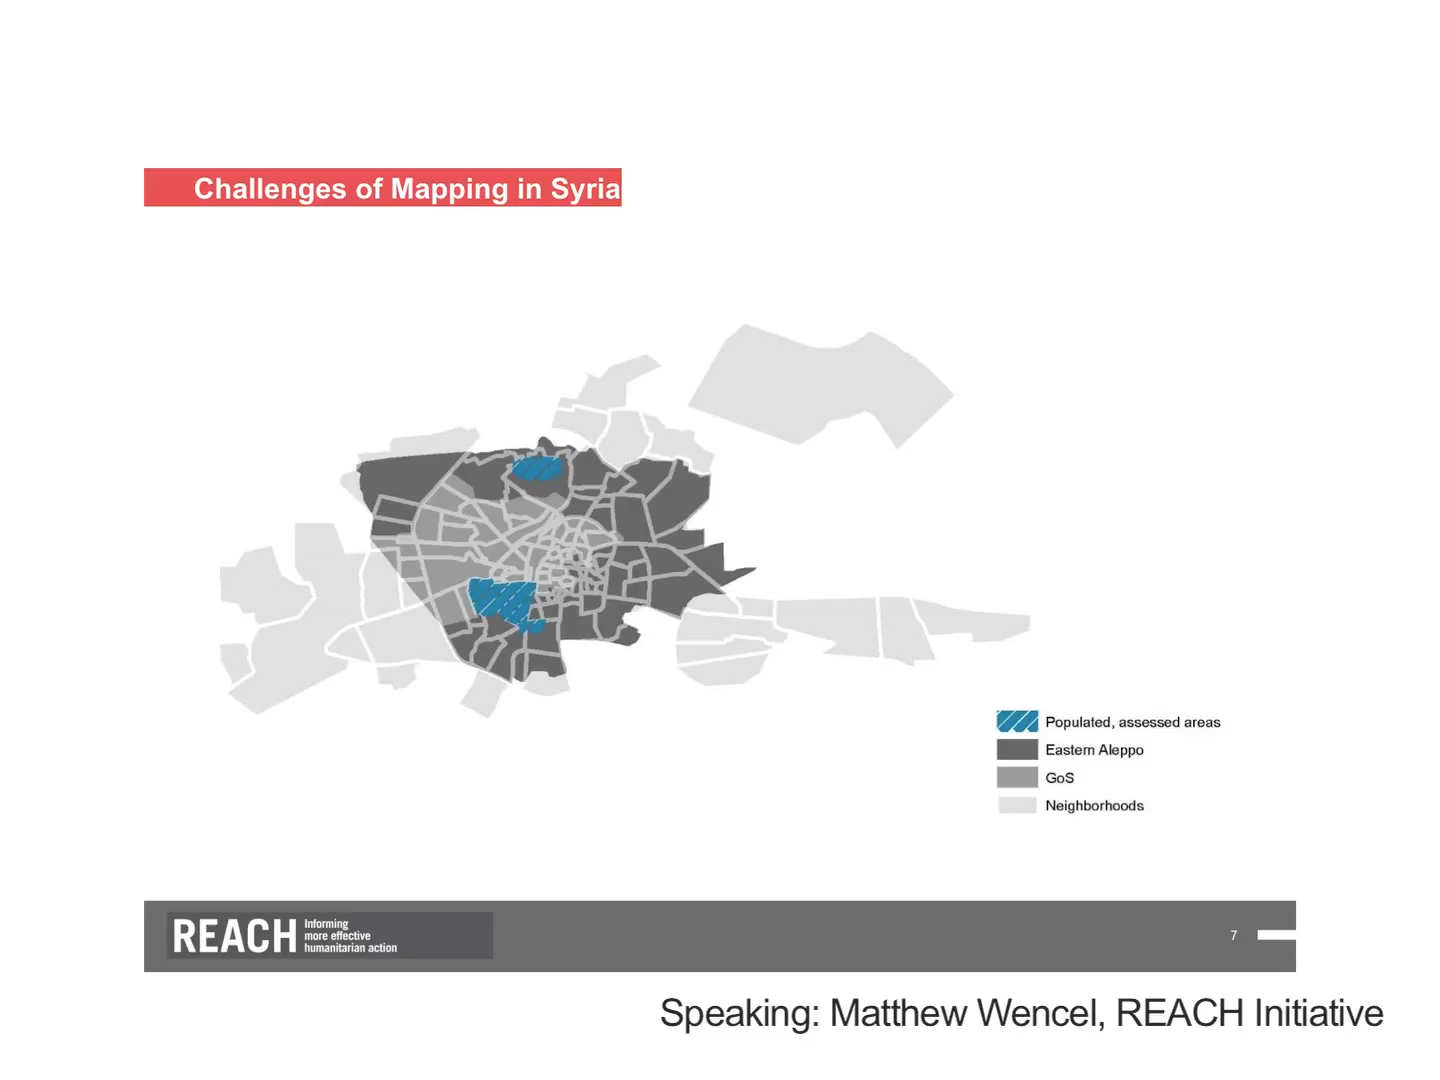 Challenges of Mapping in Syria
Populated, assessed areas
Eastern Aleppo
GoS
Neighborhoods
REACH
Informing
more effective
humanitarian action
7
Speaking: Matthew Wencel, REACH Initiative